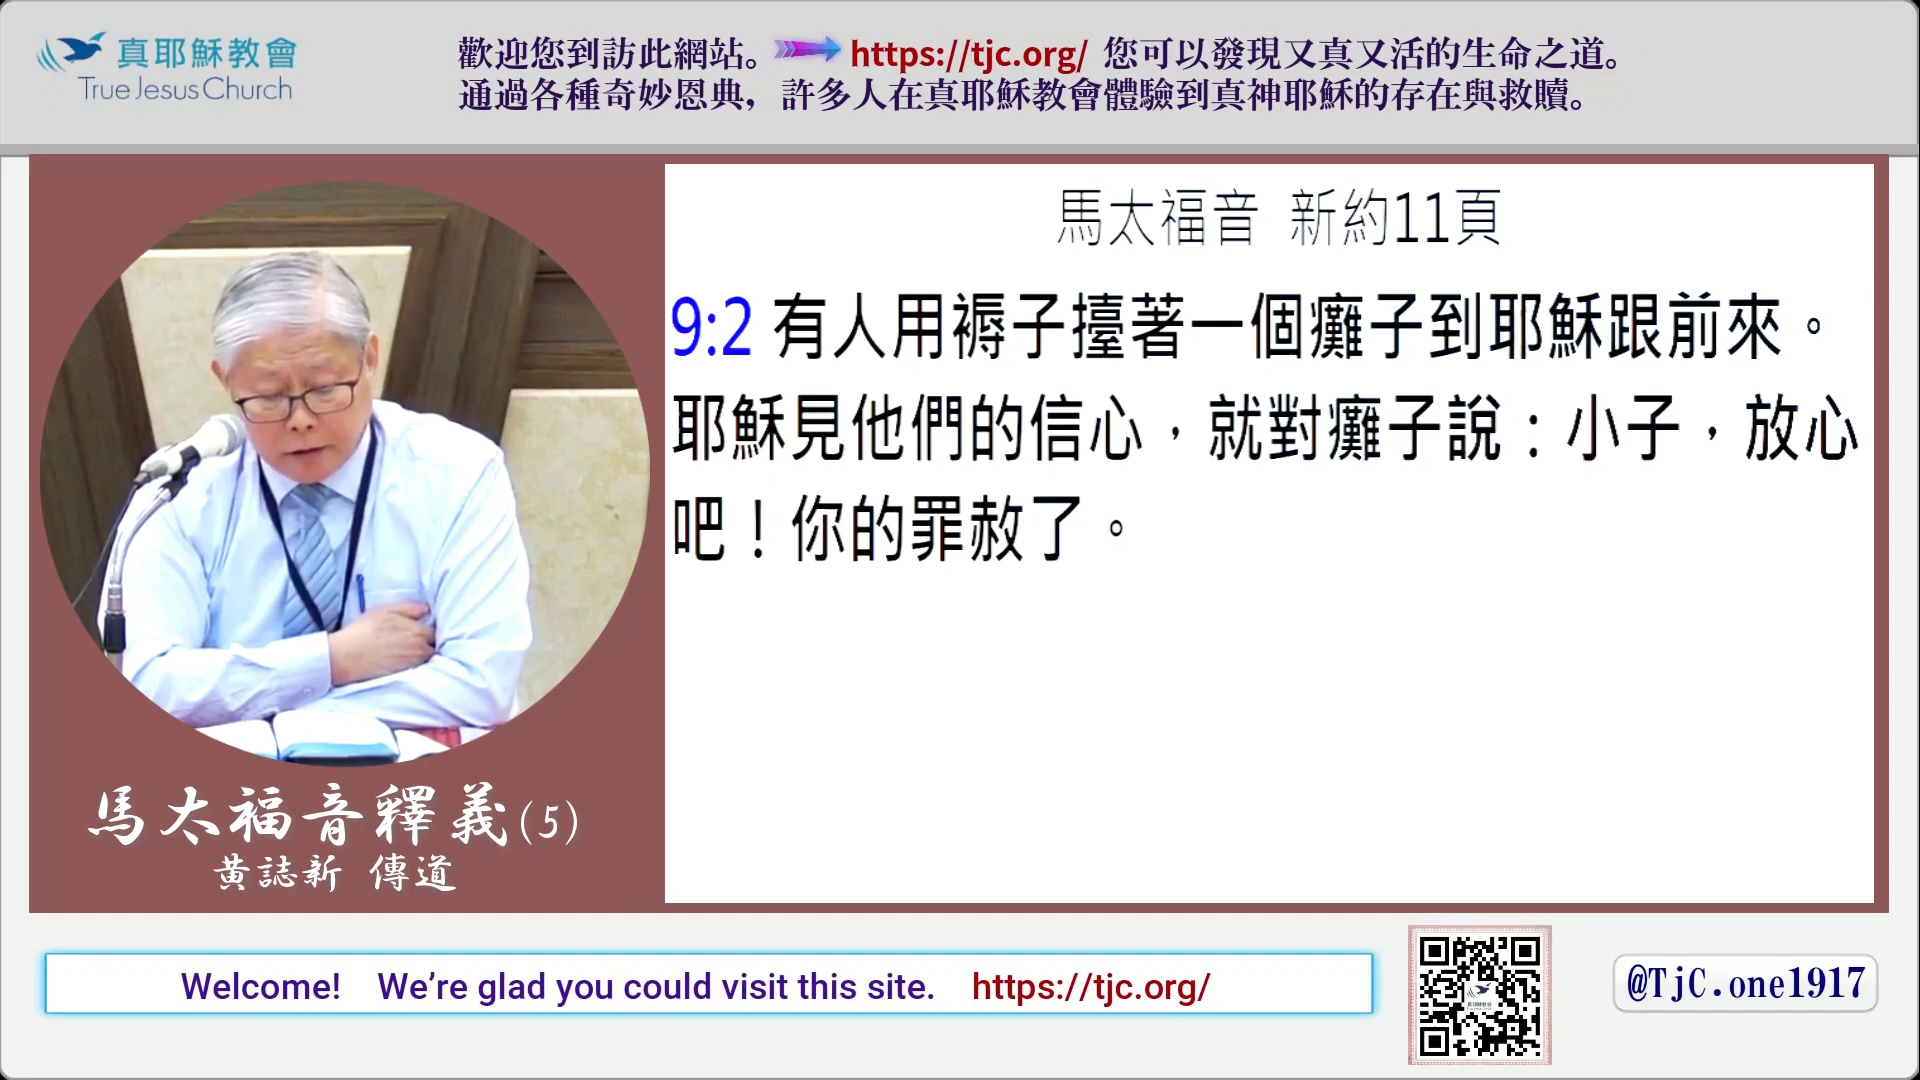 真耶穌教會
True Jesus Church
歡迎您到訪此網站。 https://tjc.org/ 您可以發現又真又活的生命之道。
通過各種奇妙恩典，許多人在真耶穌教會體驗到真神耶穌的存在與救贖。
馬太福音 新約11頁
9:2 有人用褥子擡著一個癱子到耶穌跟前來。
耶穌見他們的信心，就對癱子說：小子，放心
吧！你的罪赦了。
馬太福音釋義(5)
黃誌新 傳道
Welcome! We’re glad you could visit this site. https://tjc.org/
@TjC.one1917